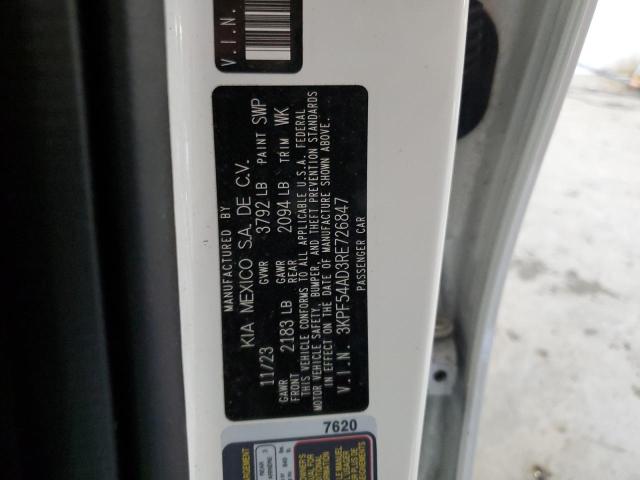 V.I.N.
MANUFACTURED BY
KIA MEXICO S.A. DE C.V.
11/23 GVWR 3792 LB PAINT SWP
GAWR FRONT 2183 LB GAWR REAR 2094 LB TRIM WK
THIS VEHICLE CONFORMS TO ALL APPLICABLE U.S.A. FEDERAL
MOTOR VEHICLE SAFETY, BUMPER, AND THEFT PREVENTION STANDARDS
IN EFFECT ON THE DATE OF MANUFACTURE SHOWN ABOVE.
V.I.N. 3KPF54AD3RE726847
PASSENGER CAR
7620
REAR